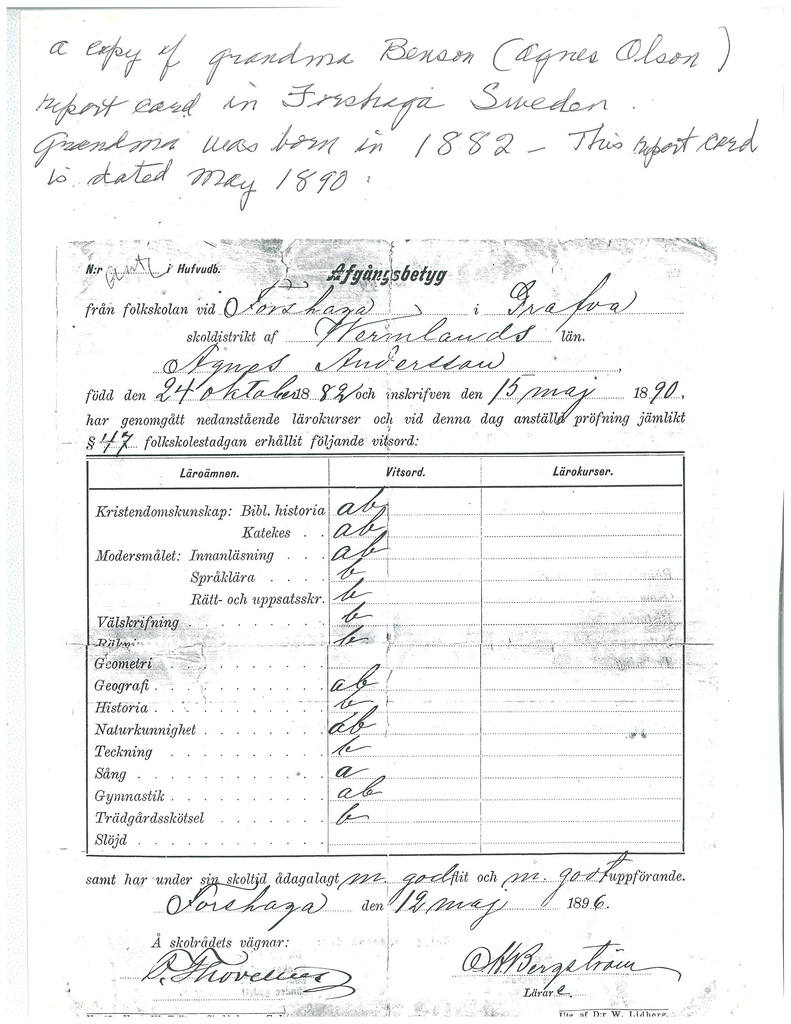 a copy of grandma Benson (Agnes Olson)
report card in Forshaga Sweden.
Grandma was born in 1882 - This report card
is dated May 1890.
N:r i Hufvudb.
Afgångsbetyg
från folkskolan vid Forshaga i Grafva
skoldistrikt af Wermlands län.
Agnes Andersson,
född den 24 oktober 1882 och inskrifven den 15 maj 1890,
har genomgått nedanstående lärokurser och vid denna dag anställd pröfning jämlikt
§ 47 folkskolestadgan erhållit följande vitsord:
Läroämnen. Vitsord. Lärokurser.
Kristendomskunskap: Bibl. historia ab
Katekes . . ab
Modersmålet: Innanläsning . . . ab
Språklära . . . . b
Rätt- och uppsatsskr. b
Välskrifning . . . . . . . b
Räkning b
Geometri . . . . . . . .
Geografi . . . . . . . . ab
Historia . . . . . . . . b
Naturkunnighet . . . . . . ab
Teckning . . . . . . . . b
Sång . . . . . . . . . a
Gymnastik . . . . . . . ab
Trädgårdsskötsel . . . . . b
Slöjd . . . . . . . . .
samt har under sin skoltid ådagalagt m. god flit och m. godt uppförande.
Forshaga den 12 maj 1896.
Å skolrådets vägnar:
A Bergström
Lärare.
Utg. af D:r W. Lidberg.